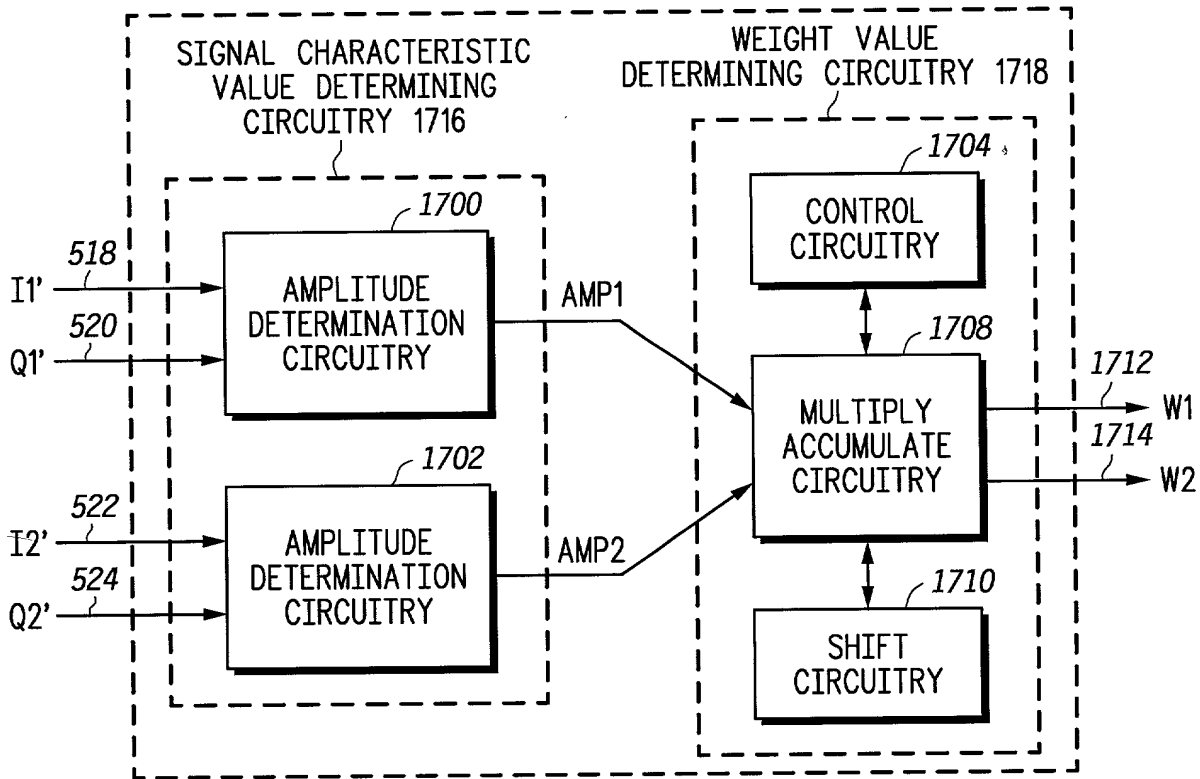 SIGNAL CHARACTERISTIC
VALUE DETERMINING
CIRCUITRY 1716
WEIGHT VALUE
DETERMINING CIRCUITRY 1718
1700
AMPLITUDE
DETERMINATION
CIRCUITRY
I1'
518
Q1'
520
AMP1
1702
AMPLITUDE
DETERMINATION
CIRCUITRY
I2'
522
Q2'
524
AMP2
1704
CONTROL
CIRCUITRY
1708
MULTIPLY
ACCUMULATE
CIRCUITRY
1712
W1
1714
W2
1710
SHIFT
CIRCUITRY